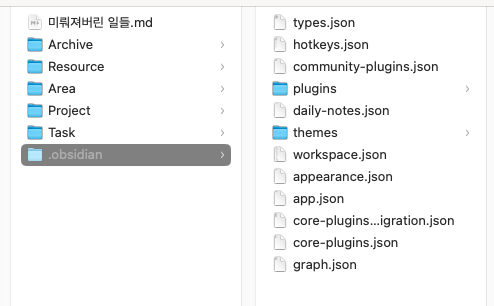 미뤄져버린 일들.md
Archive
Resource
Area
Project
Task
.obsidian
types.json
hotkeys.json
community-plugins.json
plugins
daily-notes.json
themes
workspace.json
appearance.json
app.json
core-plugins...igration.json
core-plugins.json
graph.json